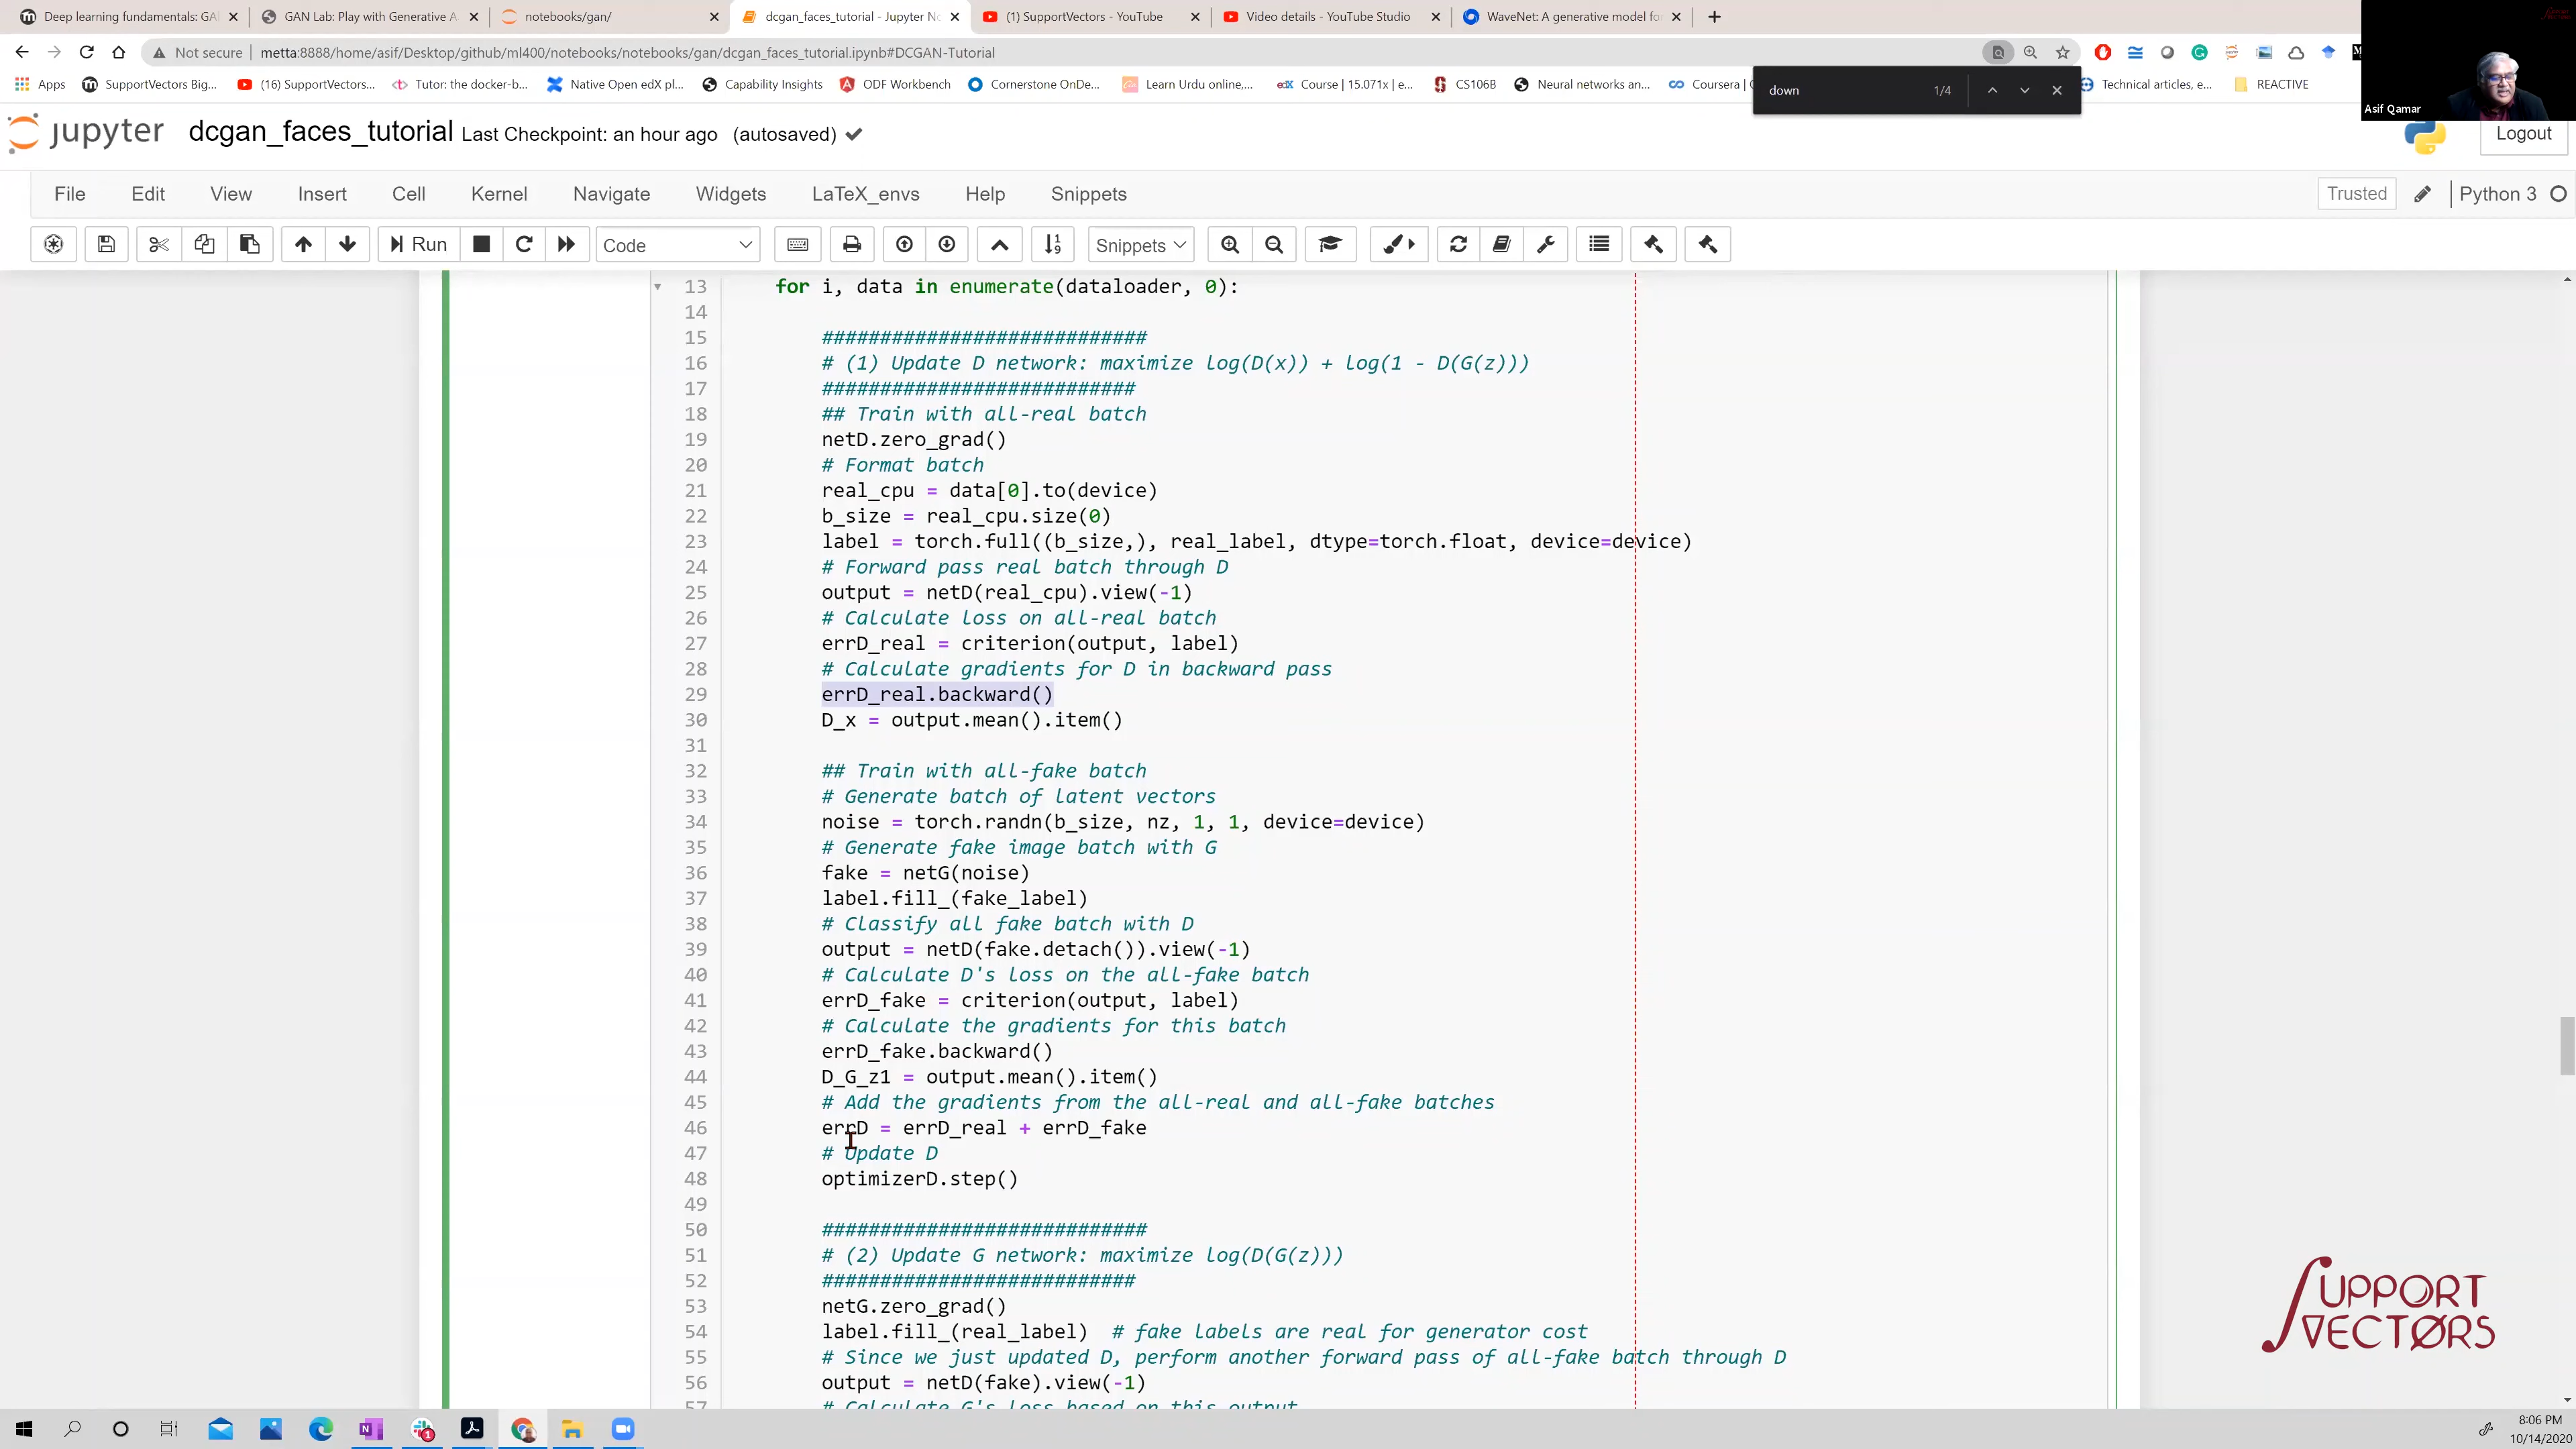 Deep learning fundamentals: GA
GAN Lab: Play with Generative A
notebooks/gan/
dcgan_faces_tutorial - Jupyter No
(1) SupportVectors - YouTube
Video details - YouTube Studio
WaveNet: A generative model fo
Not secure
metta:8888/home/asif/Desktop/github/ml400/notebooks/notebooks/gan/dcgan_faces_tutorial.ipynb#DCGAN-Tutorial
Apps
SupportVectors Big...
(16) SupportVectors...
Tutor: the docker-b...
Native Open edX pl...
Capability Insights
ODF Workbench
Cornerstone OnDe...
Learn Urdu online,...
edX
Course | 15.071x | e...
CS106B
Neural networks an...
Coursera |
Technical articles, e...
REACTIVE
down
1/4
Asif Qamar
jupyter
dcgan_faces_tutorial
Last Checkpoint: an hour ago
(autosaved)
Logout
File
Edit
View
Insert
Cell
Kernel
Navigate
Widgets
LaTeX_envs
Help
Snippets
Trusted
Python 3
Run
Code
Snippets
13 for i, data in enumerate(dataloader, 0):
14
15 ############################
16 # (1) Update D network: maximize log(D(x)) + log(1 - D(G(z)))
17 ###########################
18 ## Train with all-real batch
19 netD.zero_grad()
20 # Format batch
21 real_cpu = data[0].to(device)
22 b_size = real_cpu.size(0)
23 label = torch.full((b_size,), real_label, dtype=torch.float, device=device)
24 # Forward pass real batch through D
25 output = netD(real_cpu).view(-1)
26 # Calculate loss on all-real batch
27 errD_real = criterion(output, label)
28 # Calculate gradients for D in backward pass
29 errD_real.backward()
30 D_x = output.mean().item()
31
32 ## Train with all-fake batch
33 # Generate batch of latent vectors
34 noise = torch.randn(b_size, nz, 1, 1, device=device)
35 # Generate fake image batch with G
36 fake = netG(noise)
37 label.fill_(fake_label)
38 # Classify all fake batch with D
39 output = netD(fake.detach()).view(-1)
40 # Calculate D's loss on the all-fake batch
41 errD_fake = criterion(output, label)
42 # Calculate the gradients for this batch
43 errD_fake.backward()
44 D_G_z1 = output.mean().item()
45 # Add the gradients from the all-real and all-fake batches
46 errD = errD_real + errD_fake
47 # Update D
48 optimizerD.step()
49
50 ############################
51 # (2) Update G network: maximize log(D(G(z)))
52 ###########################
53 netG.zero_grad()
54 label.fill_(real_label)  # fake labels are real for generator cost
55 # Since we just updated D, perform another forward pass of all-fake batch through D
56 output = netD(fake).view(-1)
57 # Calculate G's loss based on this output
SUPPORT
VECTORS
8:06 PM
10/14/2020